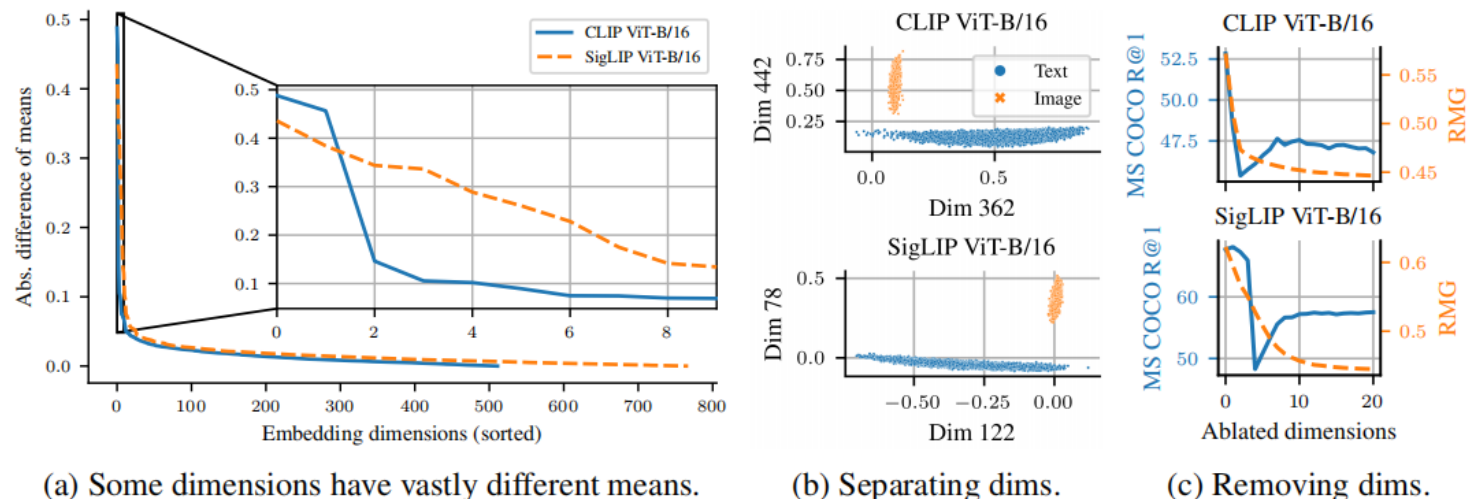 0.5
0.4
0.3
0.2
0.1
0.0
Abs. difference of means
0 100 200 300 400 500 600 700 800
Embedding dimensions (sorted)
CLIP ViT-B/16
SigLIP ViT-B/16
0.5
0.4
0.3
0.2
0.1
0 2 4 6 8
(a) Some dimensions have vastly different means.
CLIP ViT-B/16
Dim 442
0.75
0.50
0.25
Text
Image
0.0 0.5
Dim 362
SigLIP ViT-B/16
Dim 78
0.5
0.0
−0.50 −0.25 0.00
Dim 122
(b) Separating dims.
CLIP ViT-B/16
MS COCO R@1
52.5
50.0
47.5
0.55
0.50
0.45
RMG
SigLIP ViT-B/16
MS COCO R@1
60
50
0.6
0.5
RMG
0 10 20
Ablated dimensions
(c) Removing dims.